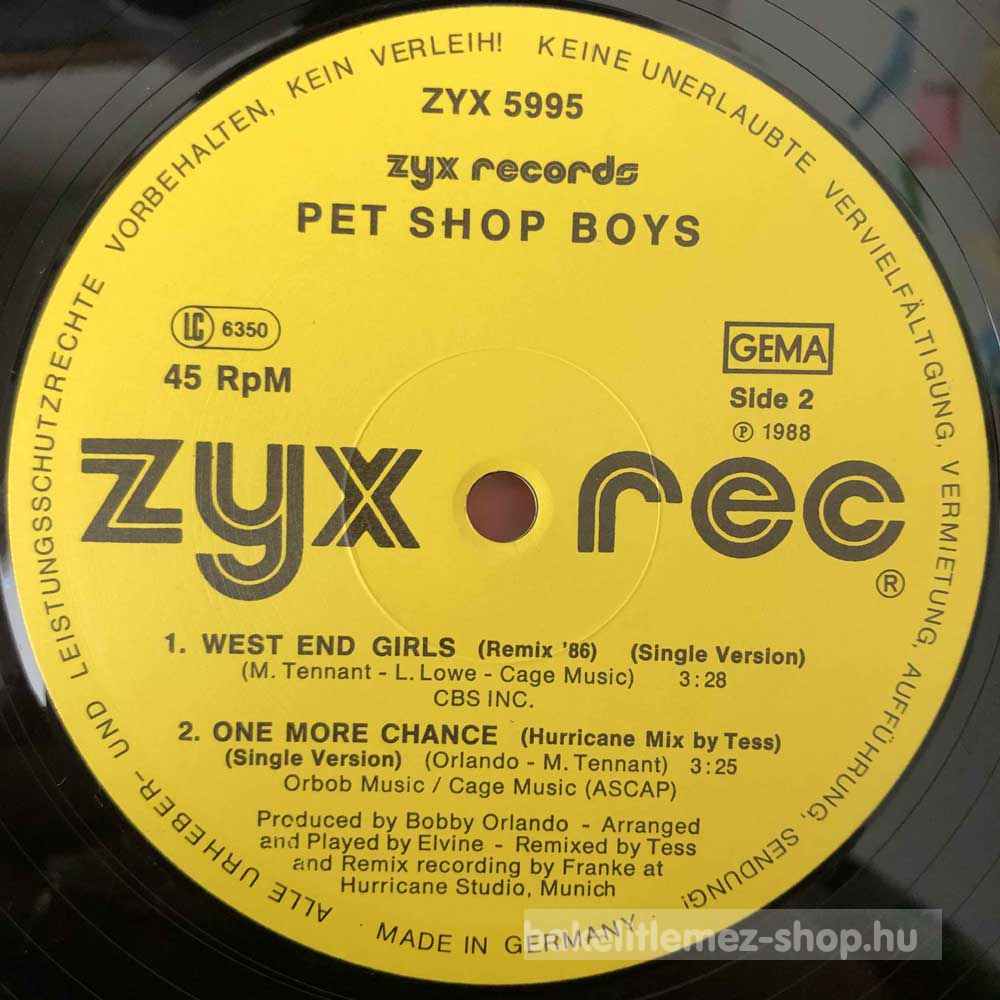 ALLE URHEBER- UND LEISTUNGSSCHUTZRECHTE VORBEHALTEN, KEIN VERLEIH! KEINE UNERLAUBTE VERVIELFÄLTIGUNG, VERMIETUNG, AUFFÜHRUNG, SENDUNG!
ZYX 5995
zyx records
PET SHOP BOYS
LC 6350
GEMA
45 RpM
Side 2
Ⓟ 1988
zyx rec
®
1. WEST END GIRLS (Remix '86) (Single Version)
(M. Tennant - L. Lowe - Cage Music) 3:28
CBS INC.
2. ONE MORE CHANCE (Hurricane Mix by Tess)
(Single Version) (Orlando - M. Tennant) 3:25
Orbob Music / Cage Music (ASCAP)
Produced by Bobby Orlando - Arranged
and Played by Elvine - Remixed by Tess
and Remix recording by Franke at
Hurricane Studio, Munich
MADE IN GERMANY
bakelitlemez-shop.hu